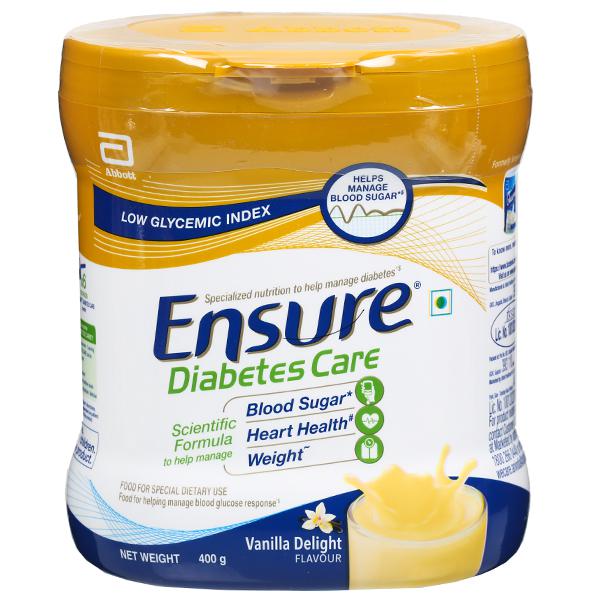 Abbott
LOW GLYCEMIC INDEX
HELPS
MANAGE
BLOOD SUGAR*§
Specialized nutrition to help manage diabetes
Ensure®
Diabetes Care
Scientific
Formula
to help manage
Blood Sugar*
Heart Health#
Weight~
FOOD FOR SPECIAL DIETARY USE
Food for helping manage blood glucose response
Vanilla Delight
FLAVOUR
NET WEIGHT 400 g